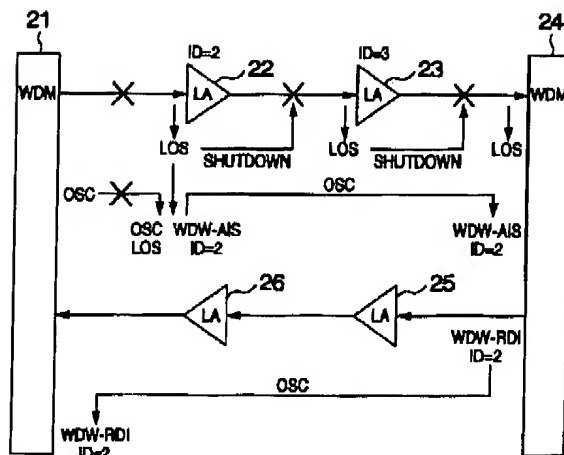 21
24
ID=2
22
ID=3
23
WDM
LA
LA
WDM
LOS
SHUTDOWN
LOS
SHUTDOWN
LOS
OSC
OSC
OSC
LOS
WDW-AIS
ID=2
WDW-AIS
ID=2
26
25
LA
LA
WDW-RDI
ID=2
OSC
WDW-RDI
ID=2